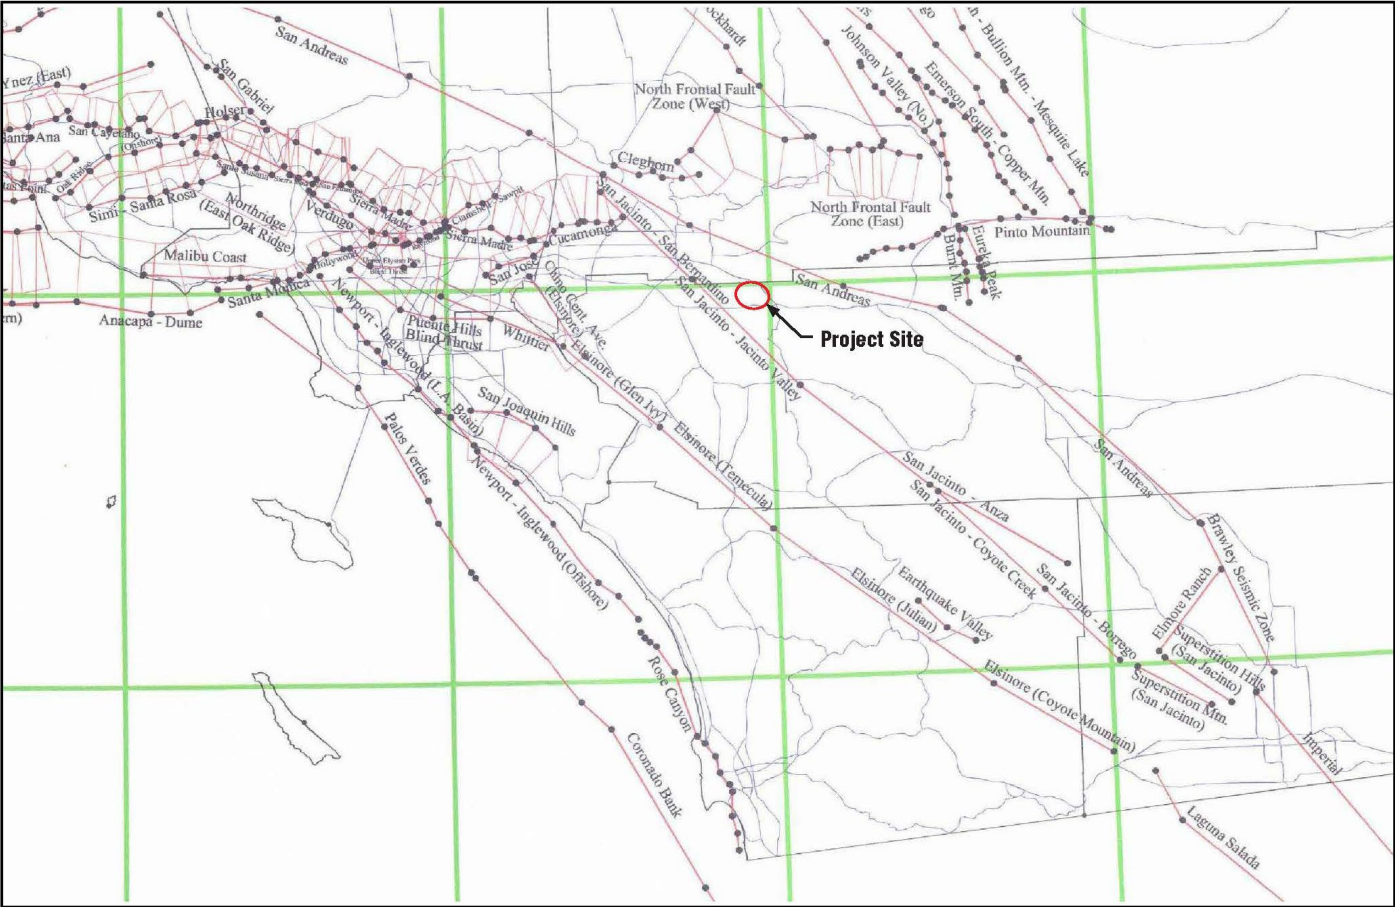 San Andreas
ockhardt
Johnson Valley (No.)
Emerson South - Copper Mtn.
Bullion Mtn. - Mesquite Lake
Ynez (East)
San Gabriel
Holser
North Frontal Fault
Zone (West)
Santa Ana
San Cayetano
(Offshore)
Oak Ridge
Simi - Santa Rosa
Northridge
(East Oak Ridge)
Verdugo
Sierra Madre
Clamshell - Sawpit
Sierra Madre
Cucamonga
Cleghorn
San Jacinto - San Bernardino
North Frontal Fault
Zone (East)
Pinto Mountain
Burnt Mtn.
Eureka Peak
Malibu Coast
Hollywood
Santa Monica
San Jose
Chino Cent. Ave.
(Elsinore)
Anacapa - Dume
ern)
Newport - Inglewood (L.A. Basin)
Puente Hills
Blind Thrust
Whittier
Elsinore (Glen Ivy)
San Jacinto - Jacinto Valley
San Andreas
Project Site
Palos Verdes
San Joaquin Hills
Elsinore (Temecula)
Newport - Inglewood (Offshore)
San Jacinto - Anza
San Jacinto - Coyote Creek
San Andreas
Brawley Seismic Zone
Elmore Ranch
Earthquake Valley
Elsinore (Julian)
San Jacinto - Borrego
Superstition Hills
(San Jacinto)
Superstition Mtn.
(San Jacinto)
Rose Canyon
Elsinore (Coyote Mountain)
Coronado Bank
Imperial
Laguna Salada